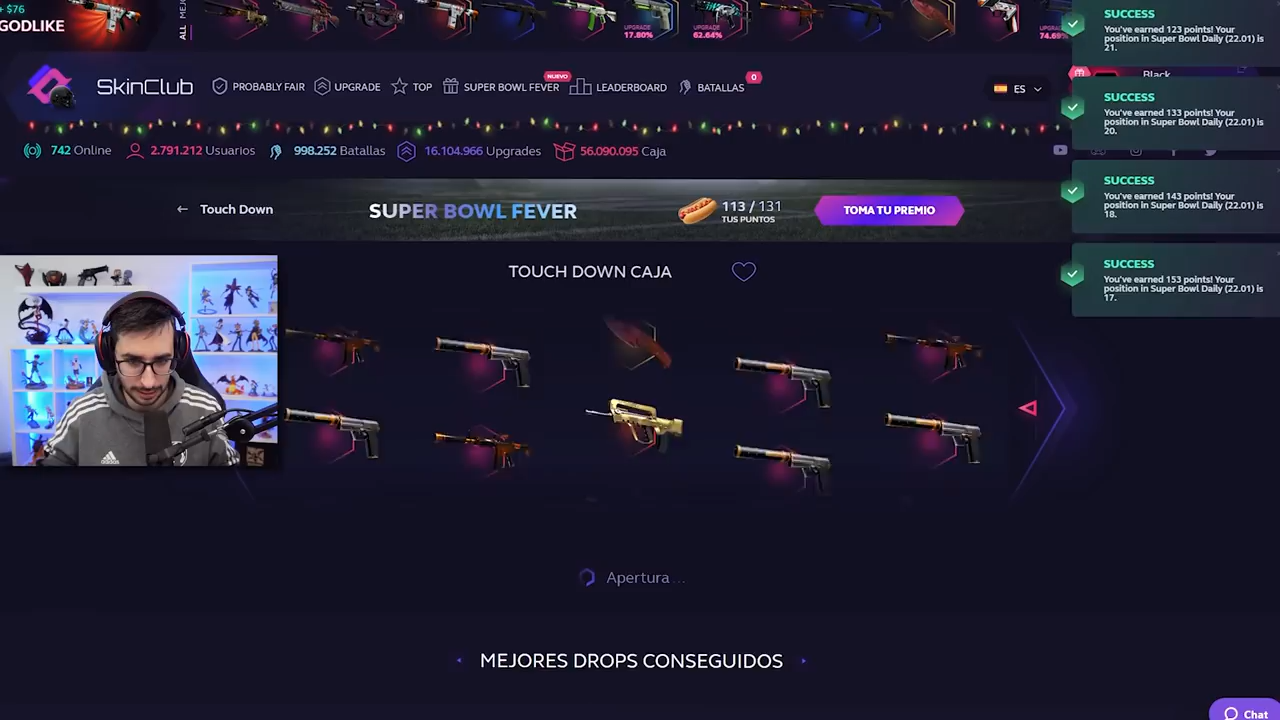 + $76
GODLIKE
17.80%
UPGRADE
62.64%
SkinClub
PROBABLY FAIR
UPGRADE
TOP
NUEVO
SUPER BOWL FEVER
LEADERBOARD
0
BATALLAS
ES
742 Online
2.791.212 Usuarios
998.252 Batallas
16.104.966 Upgrades
56.090.095 Caja
← Touch Down
SUPER BOWL FEVER
113 / 131
TUS PUNTOS
TOMA TU PREMIO
TOUCH DOWN CAJA
Apertura ...
MEJORES DROPS CONSEGUIDOS
SUCCESS
You've earned 123 points! Your
position in Super Bowl Daily (22.01) is
21.
Black
SUCCESS
You've earned 133 points! Your
position in Super Bowl Daily (22.01) is
20.
SUCCESS
You've earned 143 points! Your
position in Super Bowl Daily (22.01) is
18.
SUCCESS
You've earned 153 points! Your
position in Super Bowl Daily (22.01) is
17.
Chat